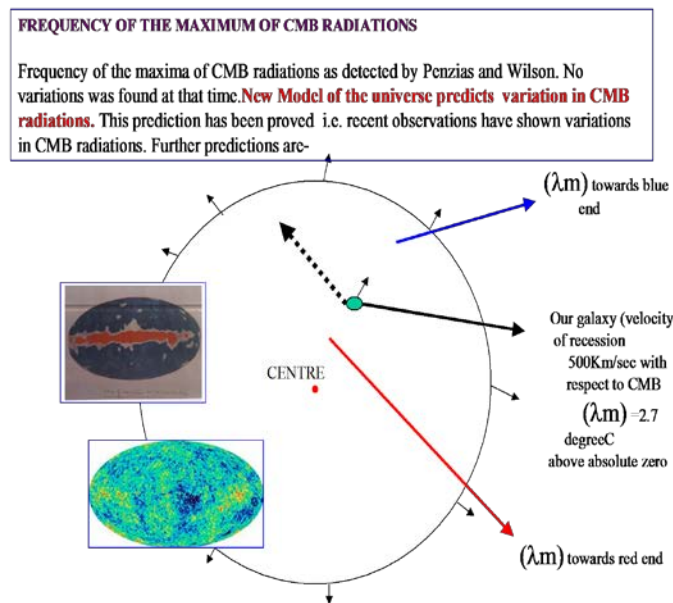 FREQUENCY OF THE MAXIMUM OF CMB RADIATIONS
Frequency of the maxima of CMB radiations as detected by Penzias and Wilson. No
variations was found at that time.New Model of the universe predicts variation in CMB
radiations. This prediction has been proved i.e. recent observations have shown variations
in CMB radiations. Further predictions are-
(λm) towards blue
end
Our galaxy (velocity
of recession
500Km/sec with
respect to CMB
(λm) =2.7
degreeC
above absolute zero
CENTRE
(λm) towards red end